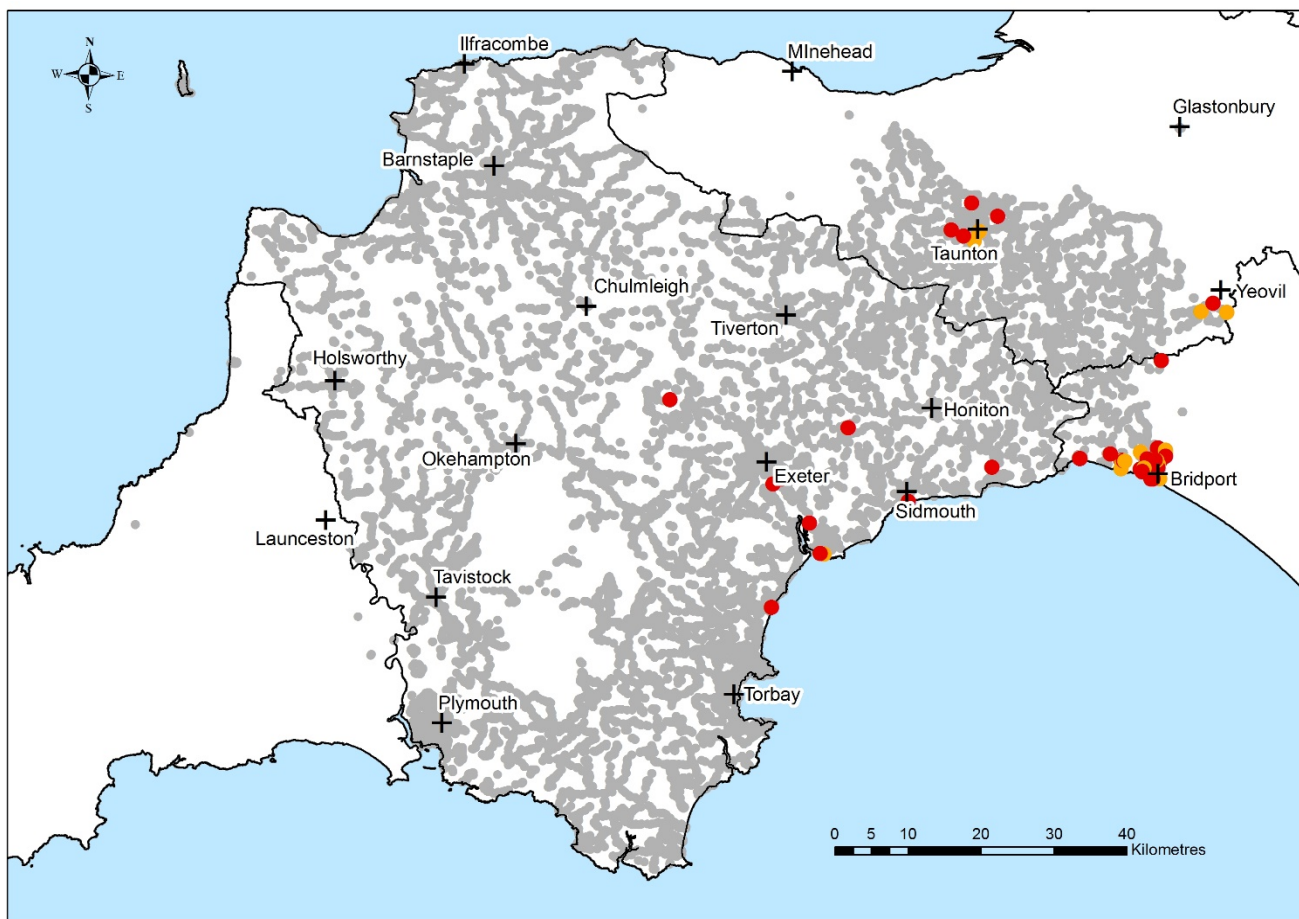 Ilfracombe
MInehead
N
W E
S
Glastonbury
Barnstaple
Taunton
Chulmleigh
Yeovil
Tiverton
Holsworthy
Honiton
Okehampton
Exeter
Bridport
Sidmouth
Launceston
Tavistock
Torbay
Plymouth
0 5 10 20 30 40
Kilometres